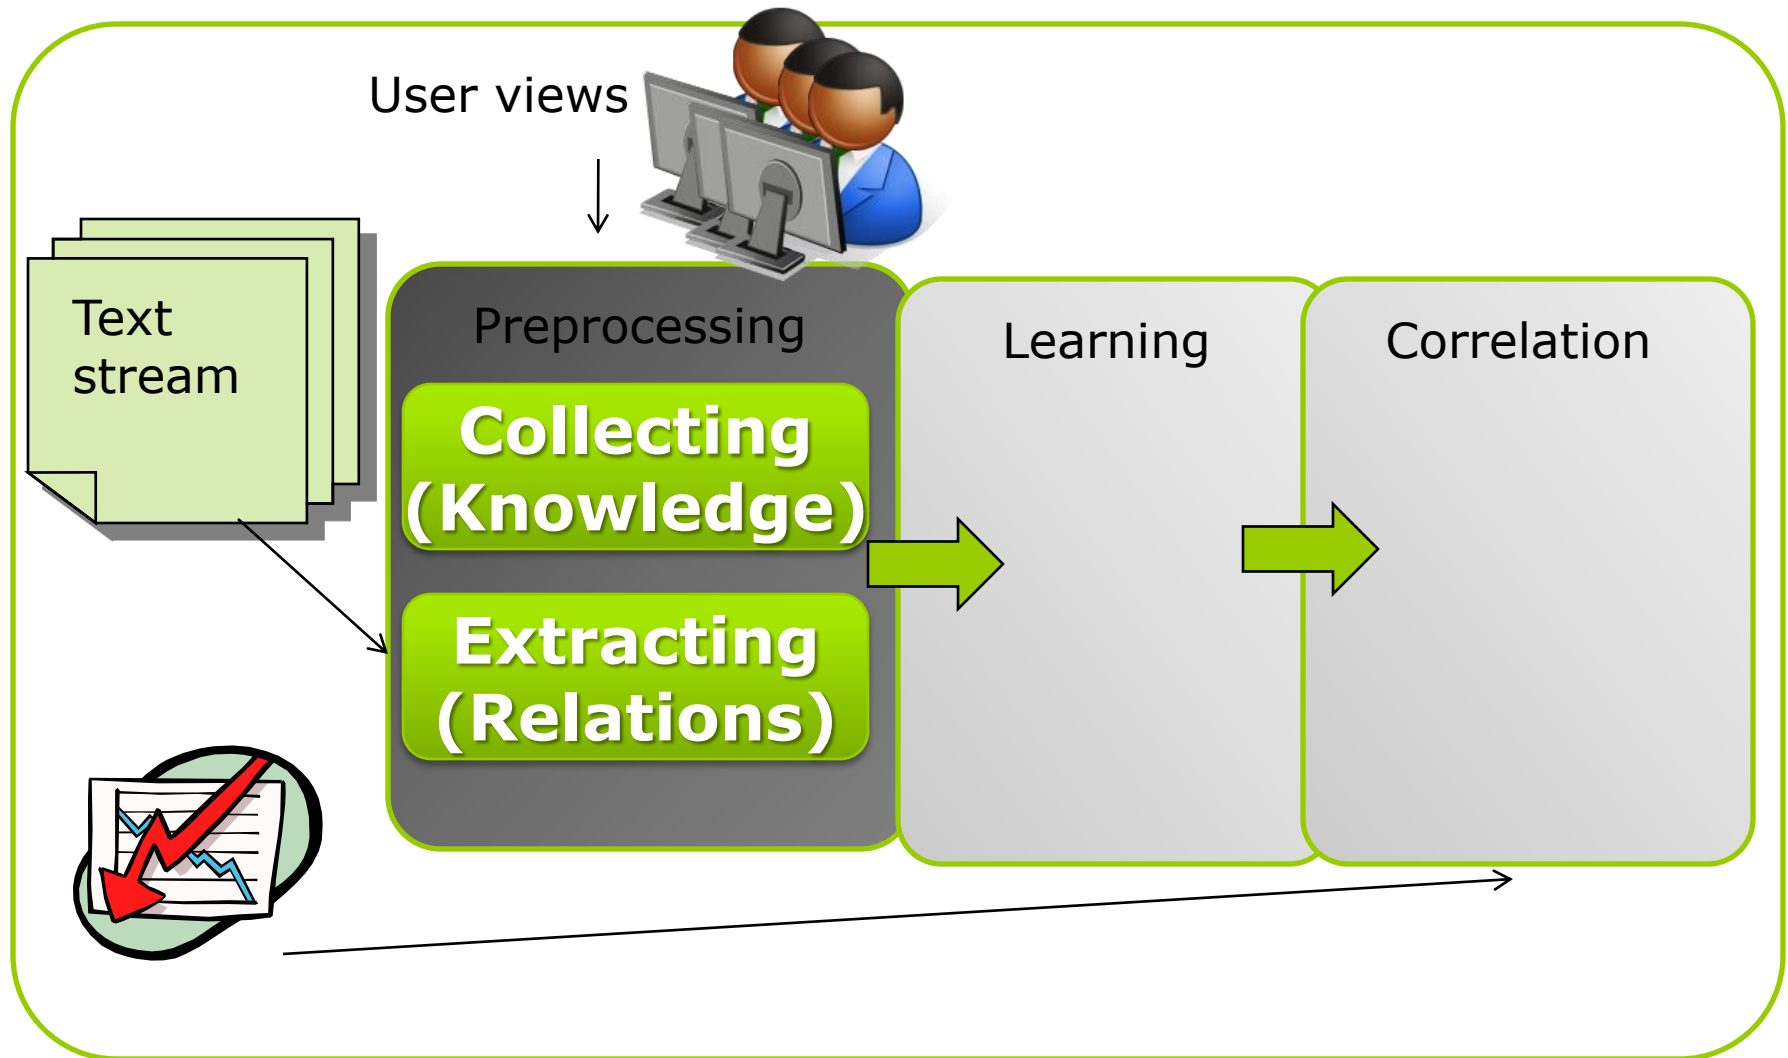 User views
Text
stream
Preprocessing
Collecting
(Knowledge)
Extracting
(Relations)
Learning
Correlation